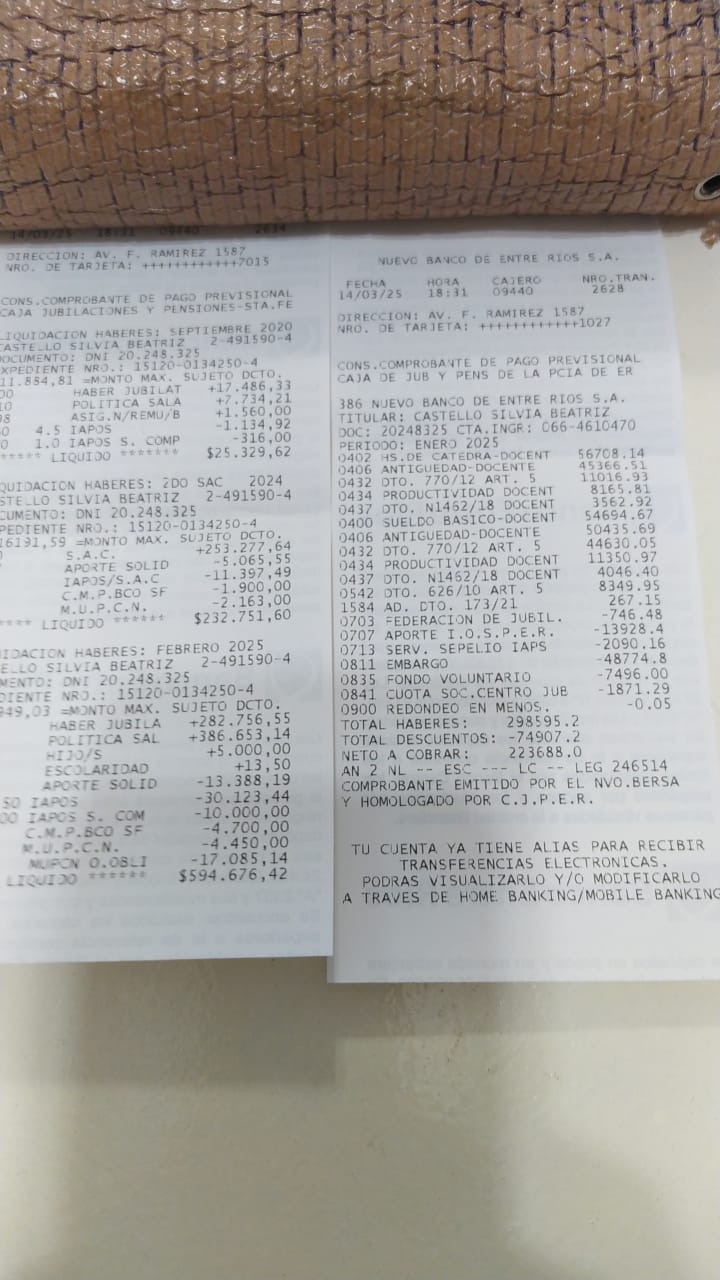 14/03/25 18:31 09440 2634
DIRECCION: AV. F. RAMIREZ 1587
NRO. DE TARJETA: ++++++++++++7015
CONS.COMPROBANTE DE PAGO PREVISIONAL
CAJA JUBILACIONES Y PENSIONES-STA.FE
LIQUIDACION HABERES: SEPTIEMBRE 2020
CASTELLO SILVIA BEATRIZ 2-491590-4
DOCUMENTO: DNI 20.248.325
XPEDIENTE NRO.: 15120-0134250-4
11.884,81 =MONTO MAX. SUJETO DCTO.
HABER JUBILAT +17.486,33
POLITICA SALA +7.734,21
ASIG.N/REMU/B +1.560,00
4.5 IAPOS -1.134,92
1.0 IAPOS S. COMP -316,00
***** LIQUIDO ******* $25.329,62
QUIDACION HABERES: 2DO SAC 2024
STELLO SILVIA BEATRIZ 2-491590-4
CUMENTO: DNI 20.248.325
PEDIENTE NRO.: 15120-0134250-4
16191,59 =MONTO MAX. SUJETO DCTO.
S.A.C. +253.277,64
APORTE SOLID -5.065,55
IAPOS/S.A.C -11.397,49
C.M.P.BCO SF -1.900,00
M.U.P.C.N. -2.163,00
**** LIQUIDO ****** $232.751,60
IDACION HABERES: FEBRERO 2025
ELLO SILVIA BEATRIZ 2-491590-4
MENTO: DNI 20.248.325
DIENTE NRO.: 15120-0134250-4
949,03 =MONTO MAX. SUJETO DCTO.
HABER JUBILA +282.756,55
POLITICA SAL +386.653,14
HIJO/S +5.000,00
ESCOLARIDAD +13,50
APORTE SOLID -13.388,19
50 IAPOS -30.123,44
00 IAPOS S. COM -10.000,00
C.M.P.BCO SF -4.700,00
M.U.P.C.N. -4.450,00
MUPCN O.OBLI -17.085,14
LIQUIDO ****** $594.676,42
NUEVO BANCO DE ENTRE RIOS S.A.
FECHA HORA CAJERO NRO.TRAN.
14/03/25 18:31 09440 2628
DIRECCION: AV. F. RAMIREZ 1587
NRO. DE TARJETA: ++++++++++++1027
CONS.COMPROBANTE DE PAGO PREVISIONAL
CAJA DE JUB Y PENS DE LA PCIA DE ER
386 NUEVO BANCO DE ENTRE RIOS S.A.
TITULAR: CASTELLO SILVIA BEATRIZ
DOC: 20248325 CTA.INGR: 066-4610470
PERIODO: ENERO 2025
0402 HS.DE CATEDRA-DOCENT 56708.14
0406 ANTIGUEDAD-DOCENTE 45366.51
0432 DTO. 770/12 ART. 5 11016.93
0434 PRODUCTIVIDAD DOCENT 8165.81
0437 DTO. N1462/18 DOCENT 3562.92
0400 SUELDO BASICO-DOCENT 54694.67
0406 ANTIGUEDAD-DOCENTE 50435.69
0432 DTO. 770/12 ART. 5 44630.05
0434 PRODUCTIVIDAD DOCENT 11350.97
0437 DTO. N1462/18 DOCENT 4046.40
0542 DTO. 626/10 ART. 5 8349.95
1584 AD. DTO. 173/21 267.15
0703 FEDERACION DE JUBIL. -746.48
0707 APORTE I.O.S.P.E.R. -13928.4
0713 SERV. SEPELIO IAPS -2090.16
0811 EMBARGO -48774.8
0835 FONDO VOLUNTARIO -7496.00
0841 CUOTA SOC.CENTRO JUB -1871.29
0900 REDONDEO EN MENOS. -0.05
TOTAL HABERES: 298595.2
TOTAL DESCUENTOS: -74907.2
NETO A COBRAR: 223688.0
AN 2 NL -- ESC --- LC -- LEG 246514
COMPROBANTE EMITIDO POR EL NVO.BERSA
Y HOMOLOGADO POR C.J.P.E.R.
TU CUENTA YA TIENE ALIAS PARA RECIBIR
TRANSFERENCIAS ELECTRONICAS.
PODRAS VISUALIZARLO Y/O MODIFICARLO
A TRAVES DE HOME BANKING/MOBILE BANKING